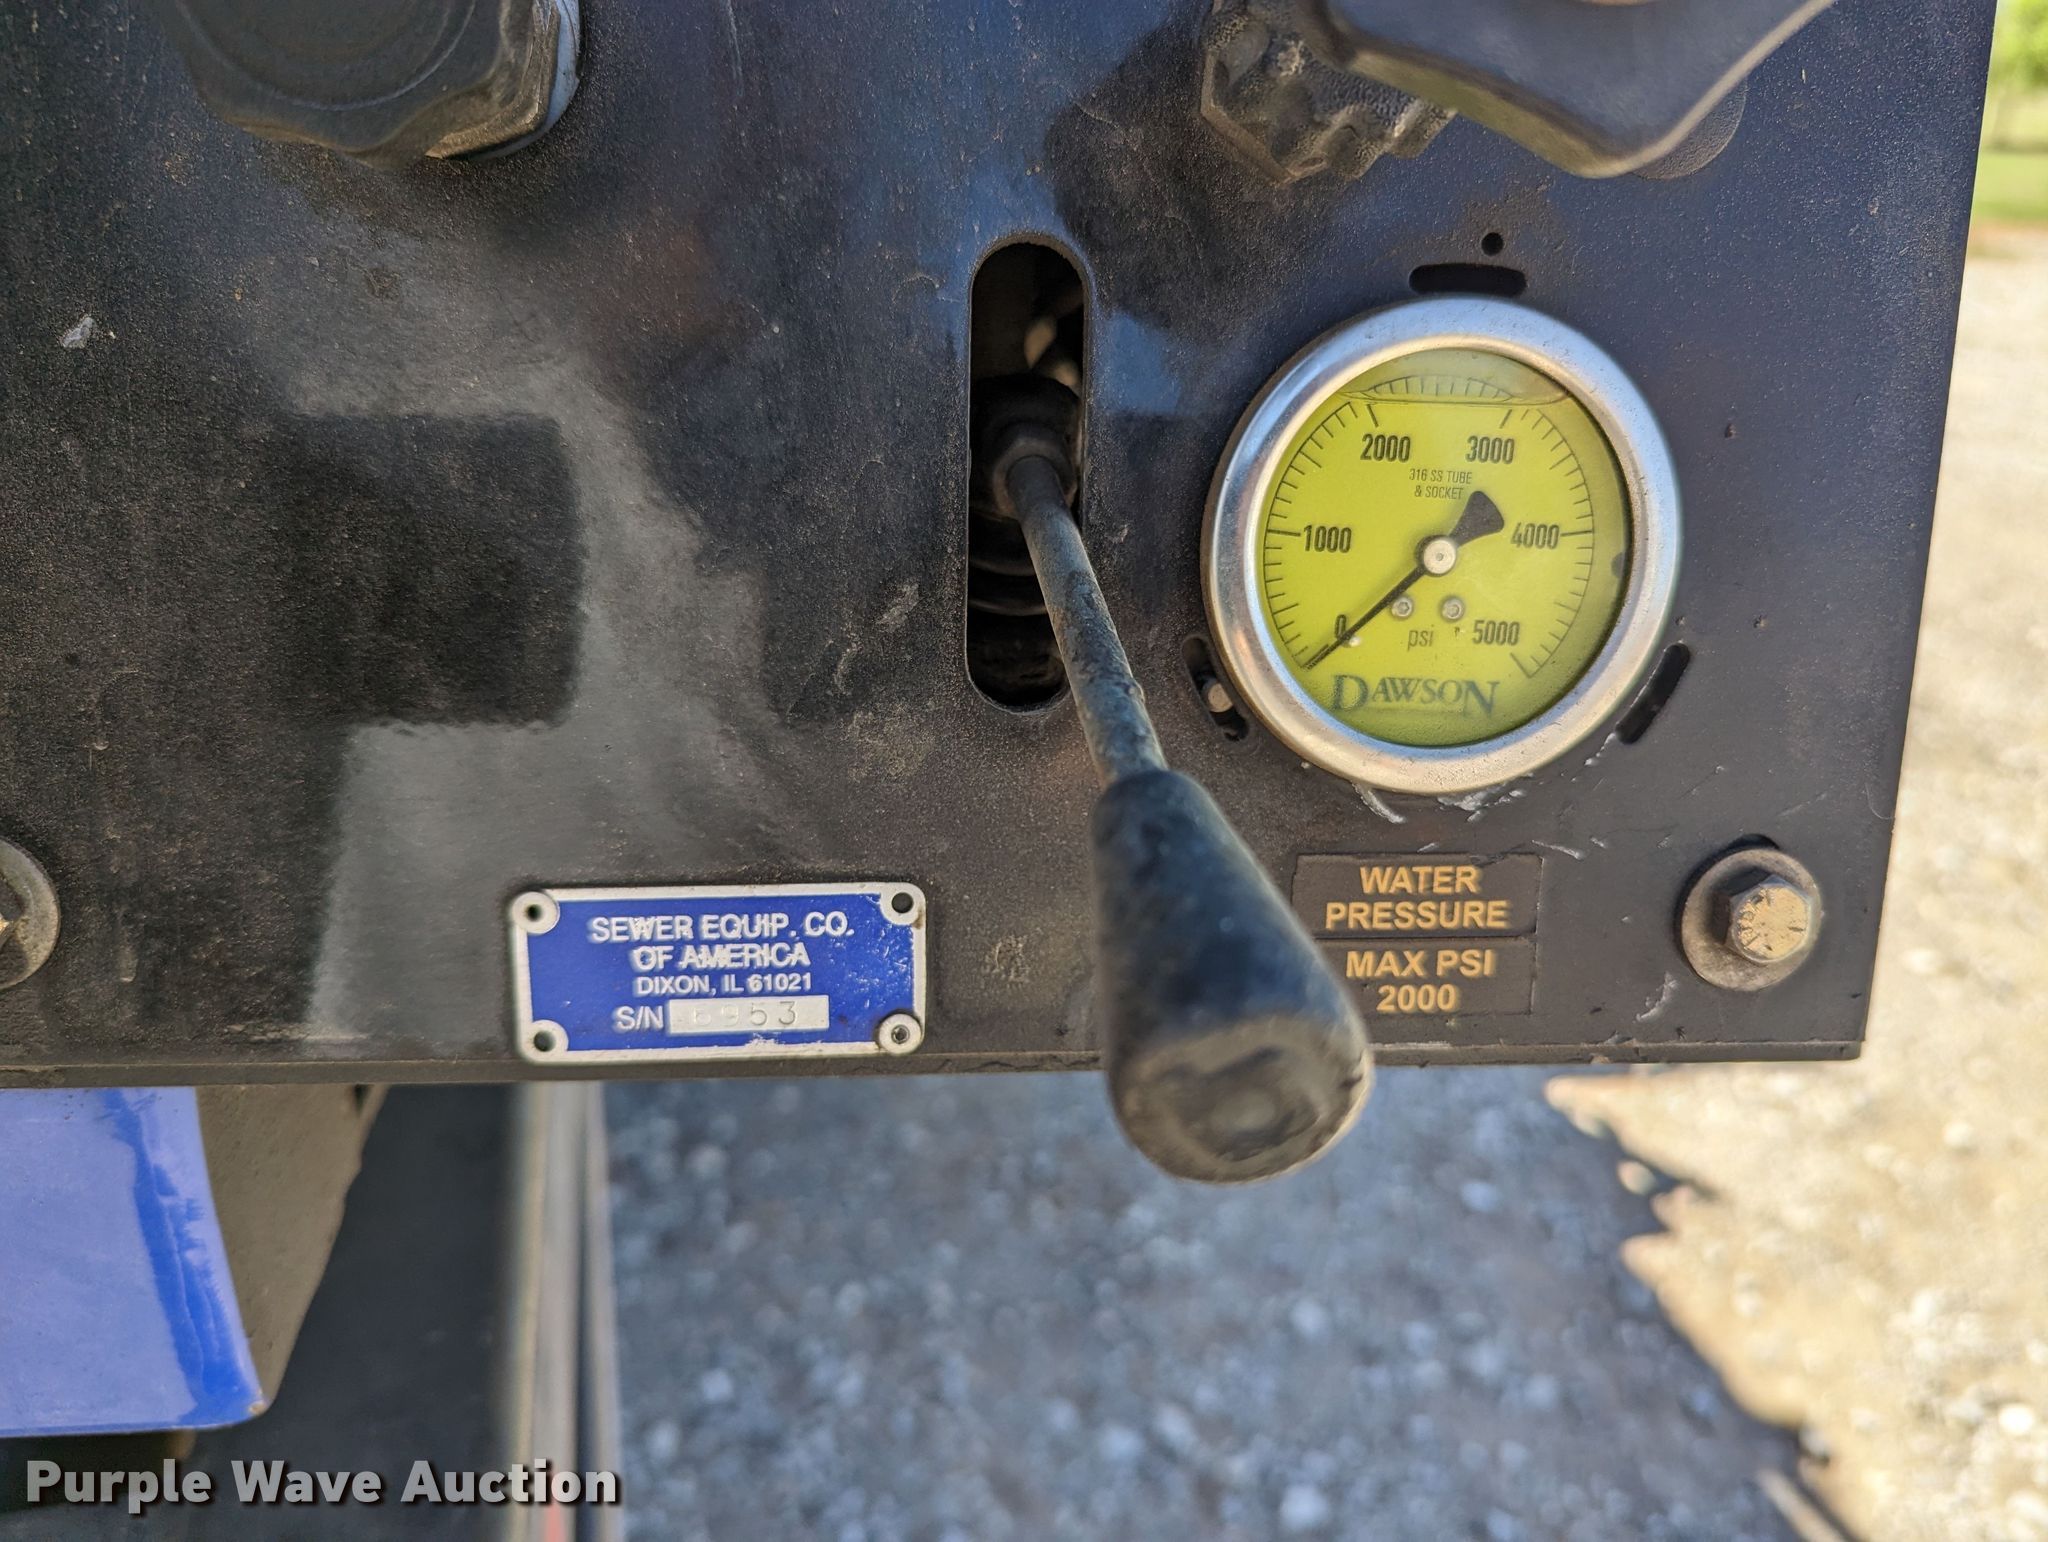 2000 3000
316 SS TUBE
& SOCKET
1000 4000
0 psi 5000
DAWSON
WATER
PRESSURE
MAX PSI
2000
SEWER EQUIP. CO.
OF AMERICA
DIXON, IL 61021
S/N 6953
Purple Wave Auction